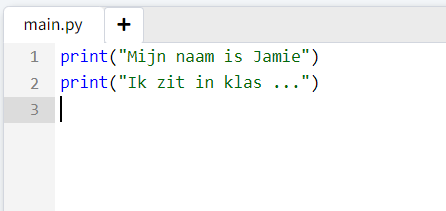 main.py +
1 print("Mijn naam is Jamie")
2 print("Ik zit in klas ...")
3